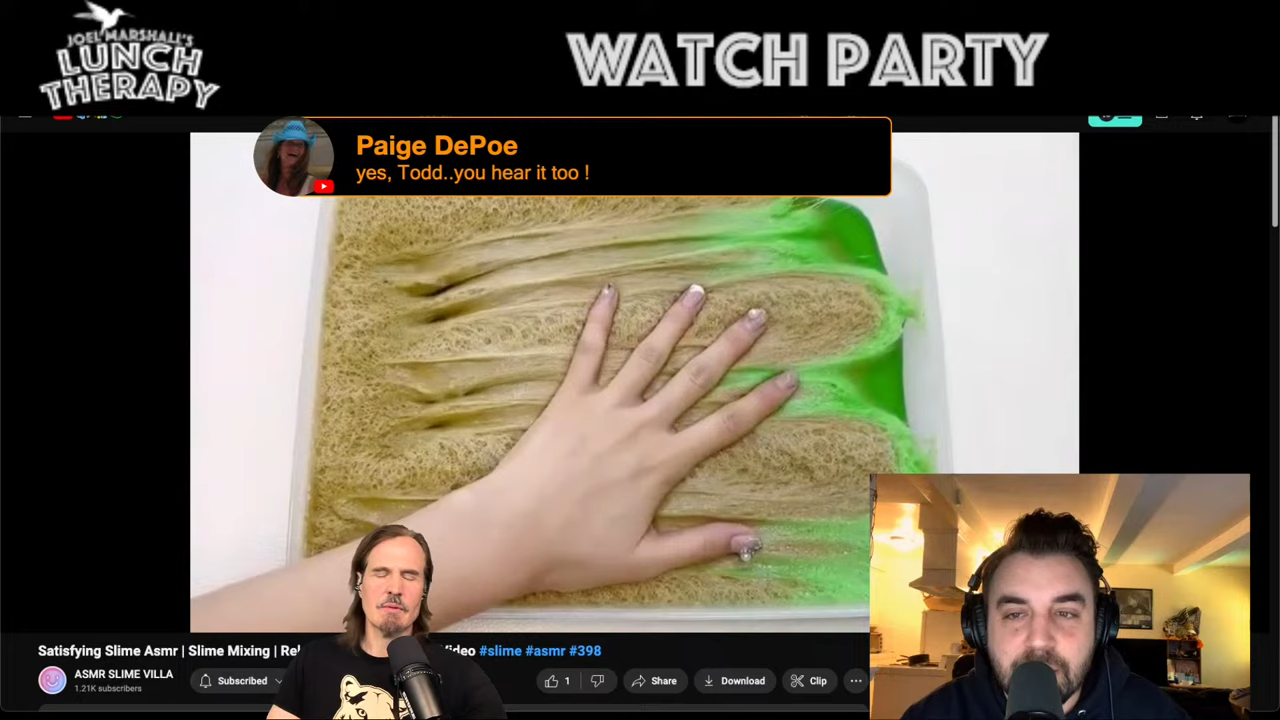 JOEL MARSHALL'S
LUNCH
THERAPY
WATCH PARTY
Paige DePoe
yes, Todd..you hear it too !
Satisfying Slime Asmr | Slime Mixing | Rel ideo #slime #asmr #398
ASMR SLIME VILLA
1.21K subscribers
Subscribed
1
Share
Download
Clip